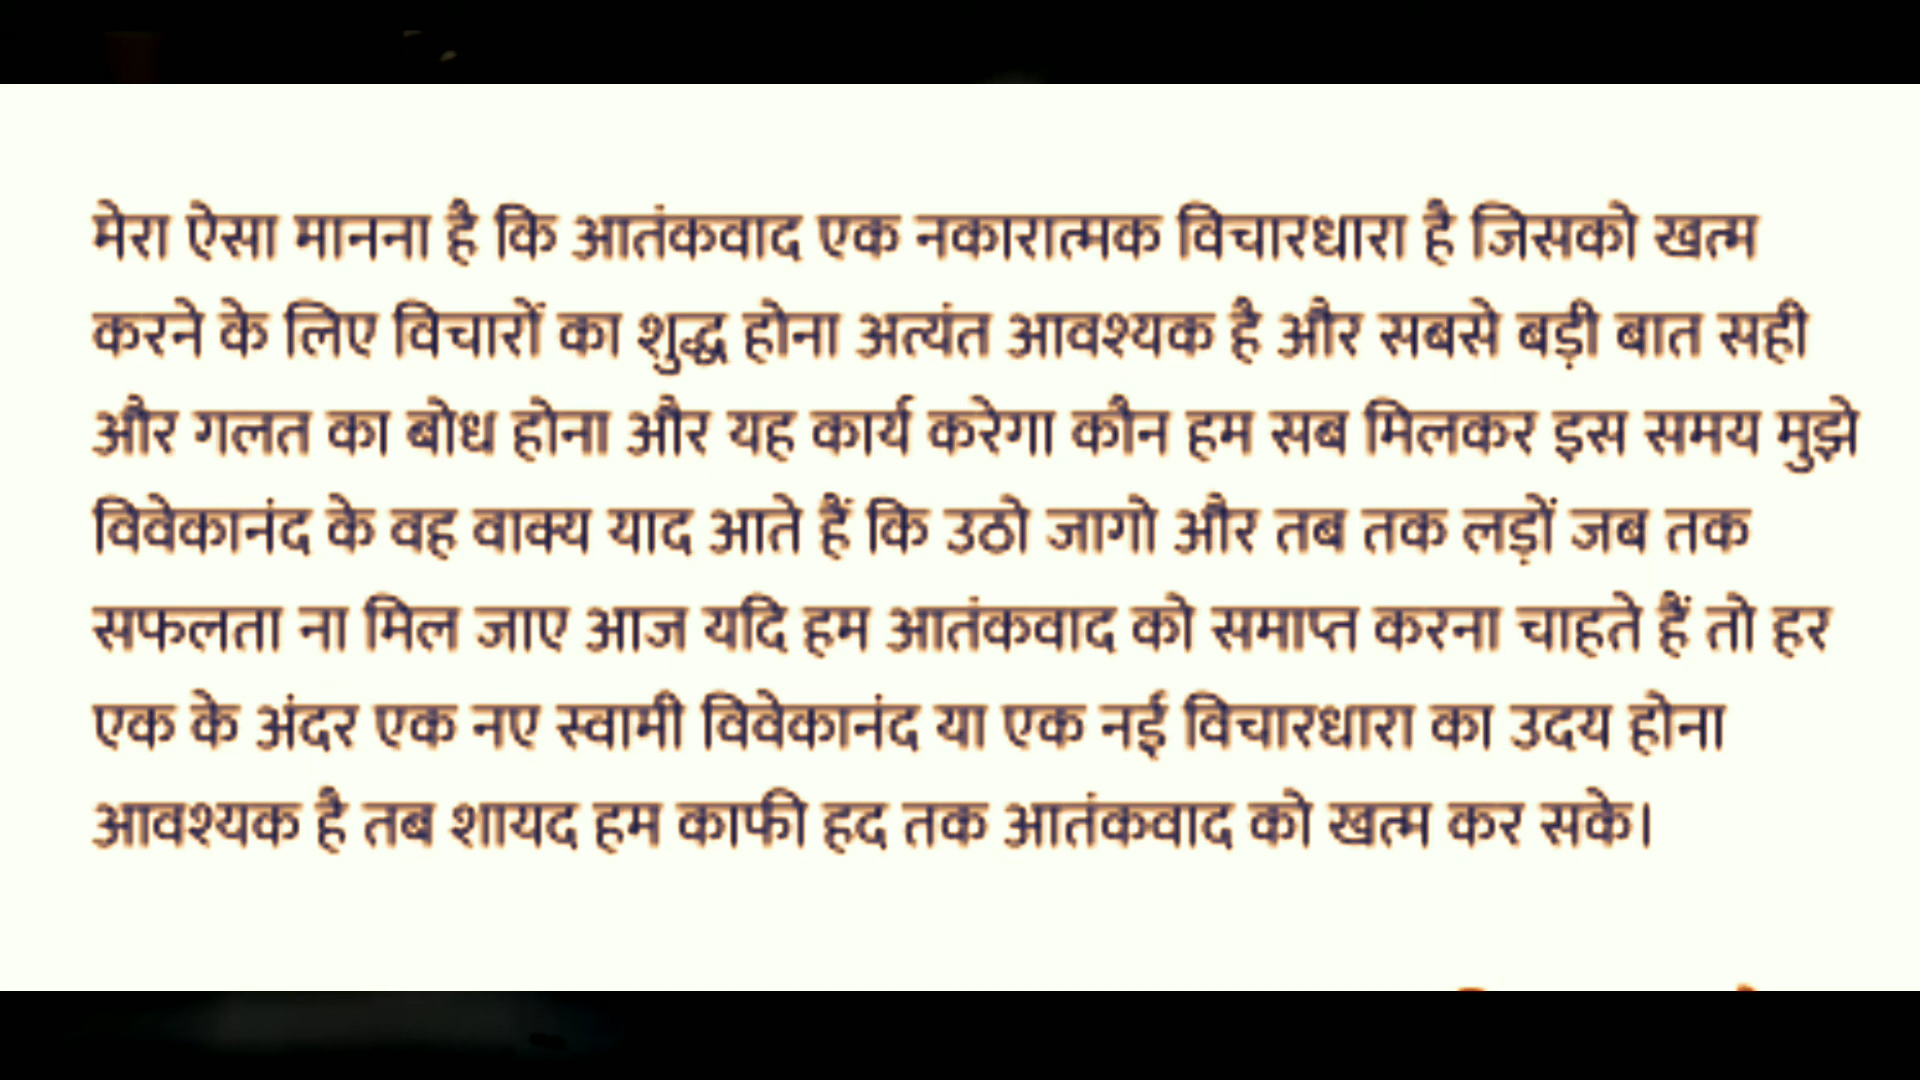 मेरा ऐसा मानना है कि आतंकवाद एक नकारात्मक विचारधारा है जिसको खत्म
करने के लिए विचारों का शुद्ध होना अत्यंत आवश्यक है और सबसे बड़ी बात सही
और गलत का बोध होना और यह कार्य करेगा कौन हम सब मिलकर इस समय मुझे
विवेकानंद के वह वाक्य याद आते हैं कि उठो जागो और तब तक लड़ों जब तक
सफलता ना मिल जाए आज यदि हम आतंकवाद को समाप्त करना चाहते हैं तो हर
एक के अंदर एक नए स्वामी विवेकानंद या एक नई विचारधारा का उदय होना
आवश्यक है तब शायद हम काफी हद तक आतंकवाद को खत्म कर सके।